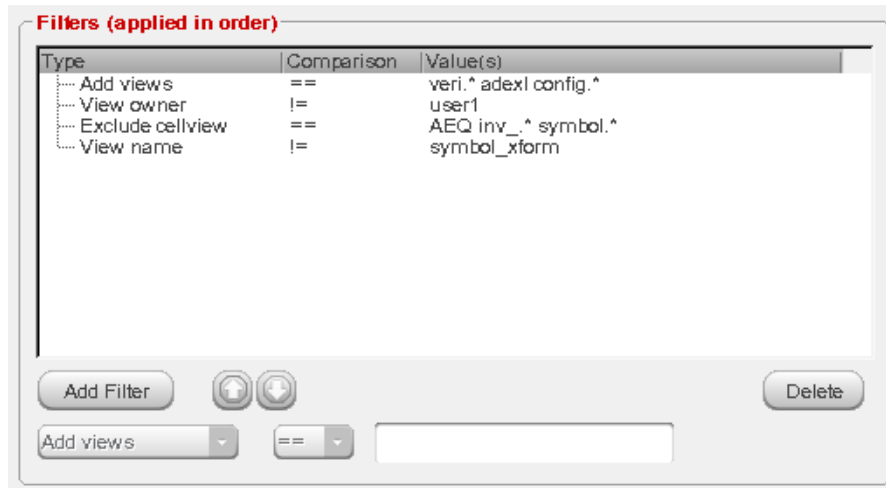 Filters (applied in order)
Type Comparison Value(s)
Add views == veri.* adexl config.*
View owner != user1
Exclude cellview == AEQ inv_.* symbol.*
View name != symbol_xform
Add Filter Delete
Add views ==